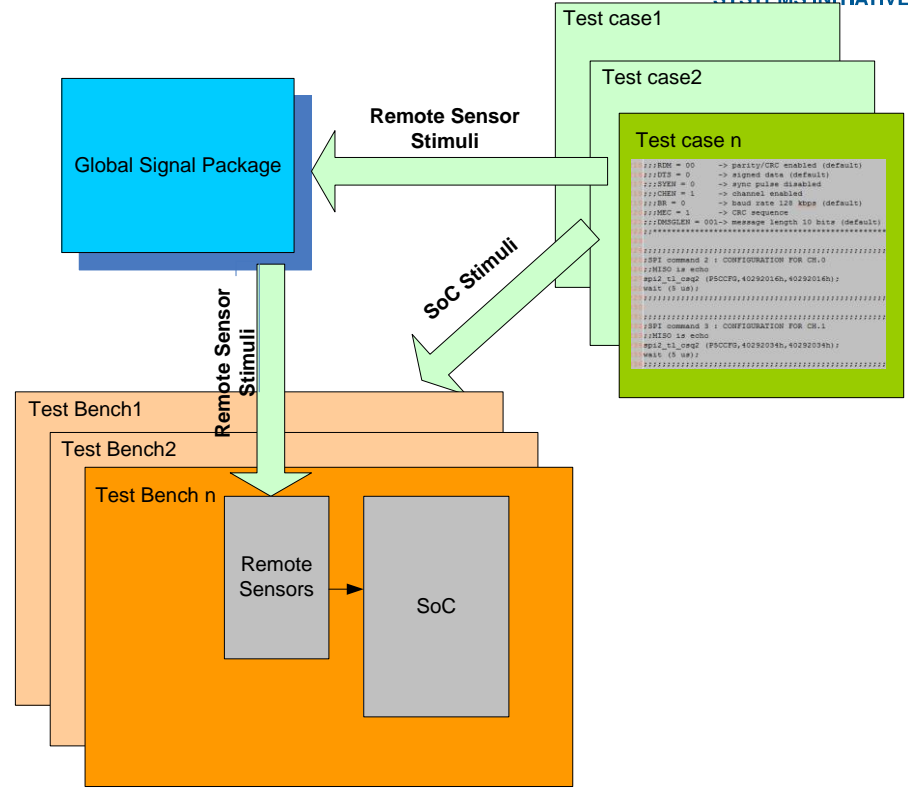 SYSTEMS INITIATIVE
Test case1
Test case2
Test case n
Remote Sensor
Stimuli
Global Signal Package
;;;RDM = 00 -> parity/CRC enabled (default)
;;;DTS = 0 -> signed data (default)
;;;SYEN = 0 -> sync pulse disabled
;;;CHEN = 1 -> channel enabled
;;;BR = 0 -> baud rate 128 kbps (default)
;;;MEC = 1 -> CRC sequence
;;;DMSGLEN = 001-> message length 10 bits (default)
;SPI command 2 : CONFIGURATION FOR CH.0
;;MISO is echo
spi2_t1_csq2 (P5CCFG,40292016h,40292016h);
wait (5 us);
;SPI command 3 : CONFIGURATION FOR CH.1
;;MISO is echo
spi2_t1_csq2 (P5CCFG,40292034h,40292034h);
wait (5 us);
SoC Stimuli
Remote Sensor
Stimuli
Test Bench1
Test Bench2
Test Bench n
Remote
Sensors
SoC